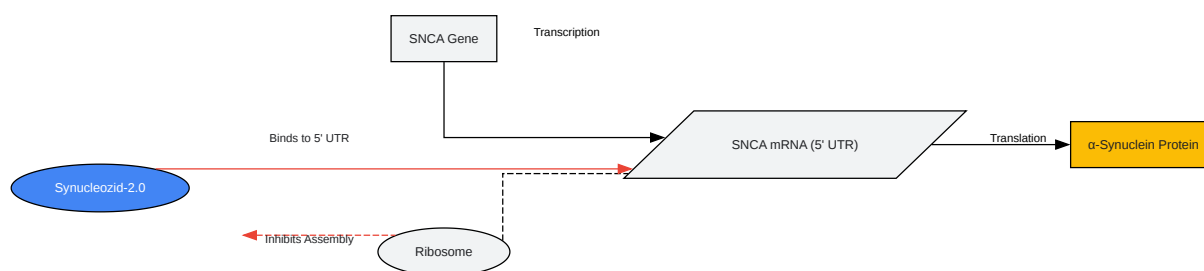 SNCA Gene
Transcription
Binds to 5' UTR
SNCA mRNA (5' UTR)
Translation
α-Synuclein Protein
Synucleozid-2.0
Inhibits Assembly
Ribosome